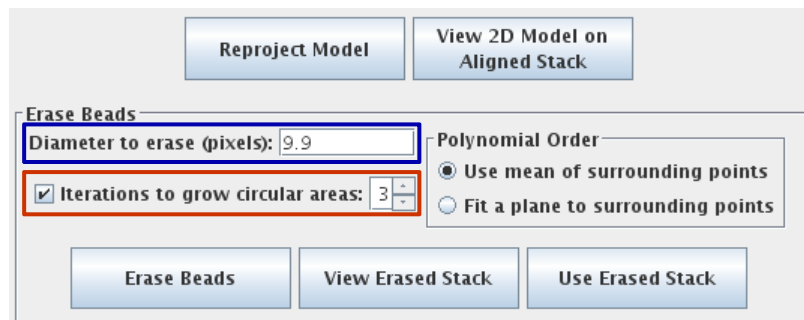 Reproject Model
View 2D Model on
Aligned Stack
Erase Beads
Diameter to erase (pixels): 9.9
Iterations to grow circular areas: 3
Polynomial Order
Use mean of surrounding points
Fit a plane to surrounding points
Erase Beads
View Erased Stack
Use Erased Stack